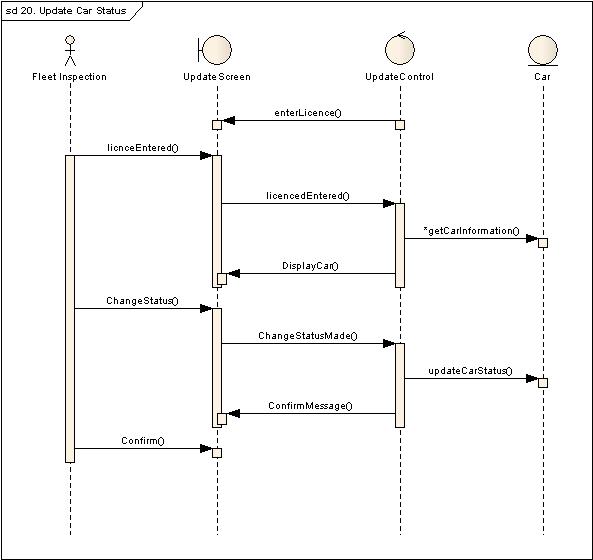 sd 20. Update Car Status
Fleet Inspection
UpdateScreen
UpdateControl
Car
enterLicence()
licnceEntered()
licencedEntered()
*getCarInformation()
DisplayCar()
ChangeStatus()
ChangeStatusMade()
updateCarStatus()
ConfirmMessage()
Confirm()